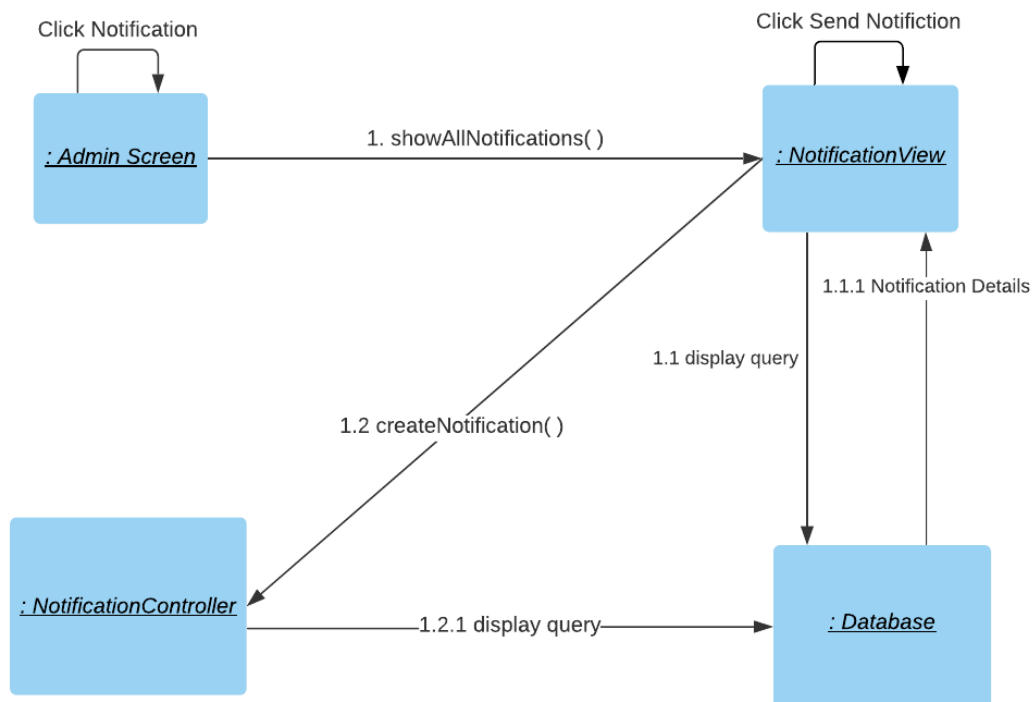 Click Notification
Click Send Notifiction
: Admin Screen
1. showAllNotifications( )
: NotificationView
1.1.1 Notification Details
1.1 display query
1.2 createNotification( )
: NotificationController
1.2.1 display query
: Database